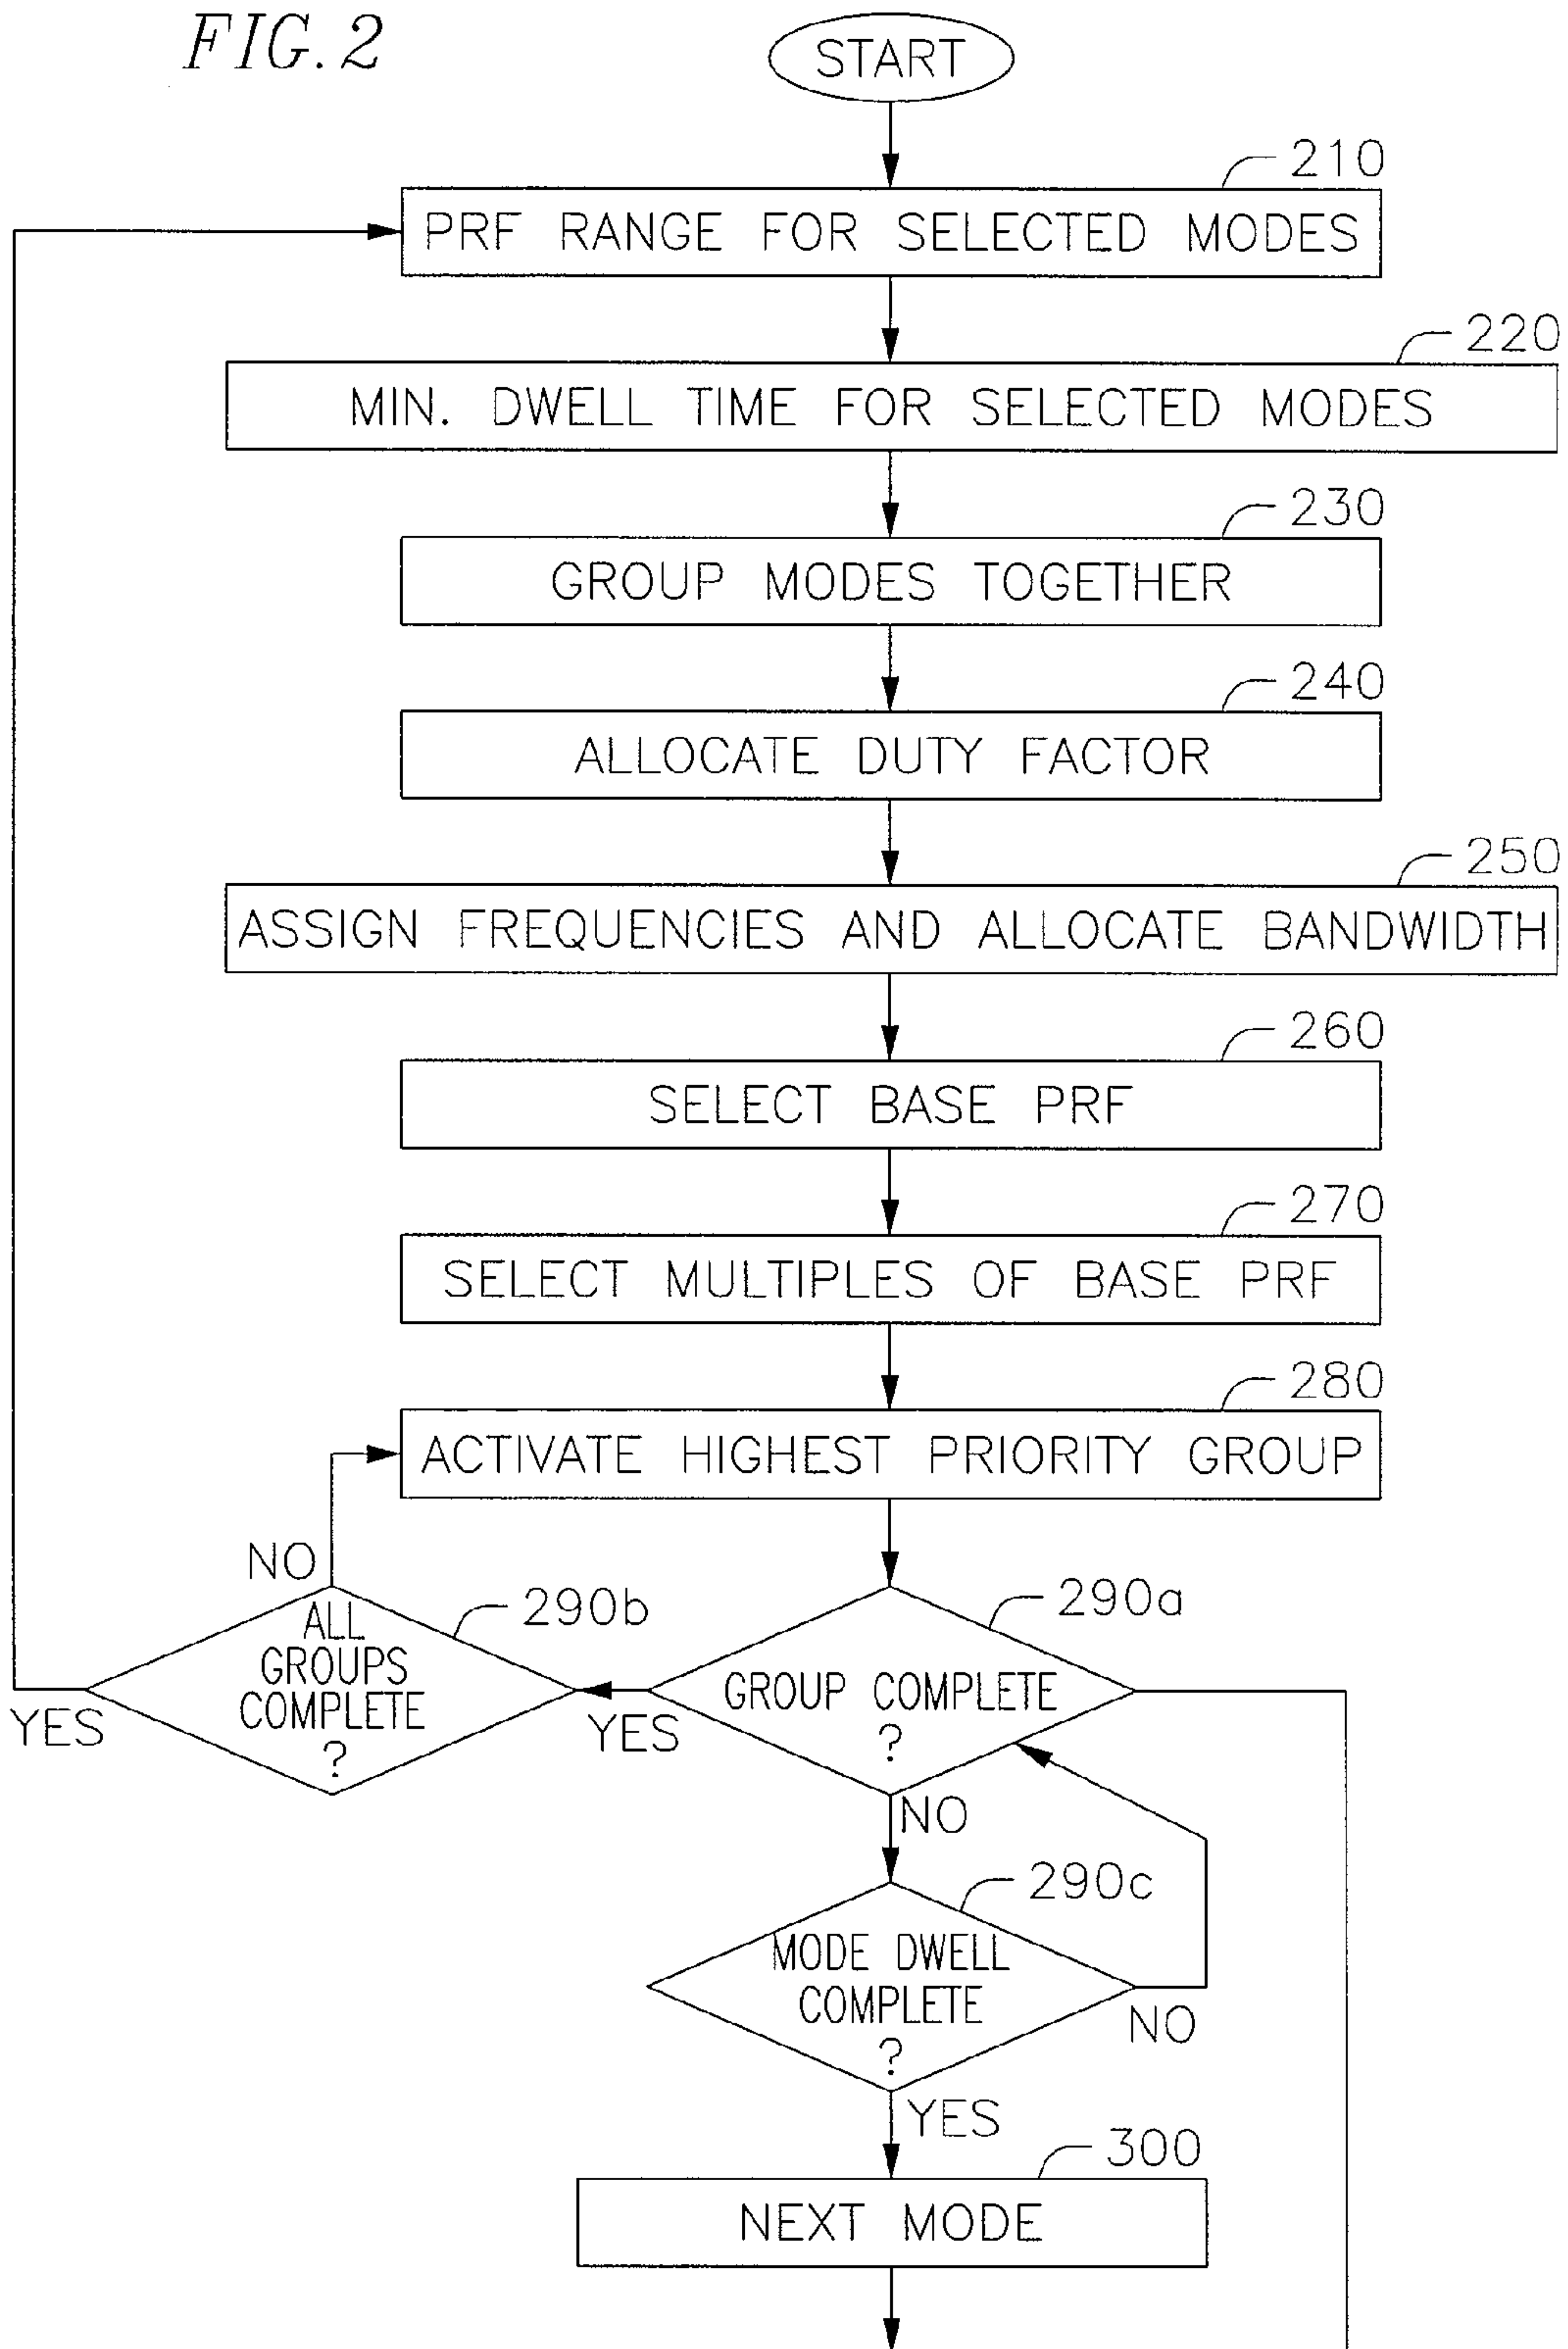 FIG. 2
START
210
PRF RANGE FOR SELECTED MODES
220
MIN. DWELL TIME FOR SELECTED MODES
230
GROUP MODES TOGETHER
240
ALLOCATE DUTY FACTOR
250
ASSIGN FREQUENCIES AND ALLOCATE BANDWIDTH
260
SELECT BASE PRF
270
SELECT MULTIPLES OF BASE PRF
280
ACTIVATE HIGHEST PRIORITY GROUP
NO
290b
ALL
GROUPS
COMPLETE
?
YES
290a
GROUP COMPLETE
?
YES
NO
290c
MODE DWELL
COMPLETE
?
NO
YES
300
NEXT MODE